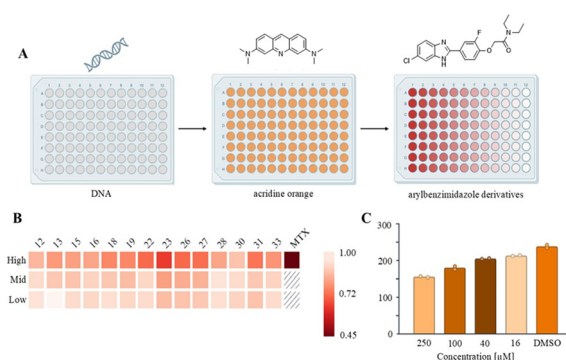 A
N
N
N
N
N
F
N
O
O
Cl
N
H
DNA
acridine orange
arylbenzimidazole derivatives
B
12 13 15 16 18 19 22 23 26 27 28 30 31 33 MTX
High
Mid
Low
1.00
0.72
0.45
C
300
200
100
0
250 100 40 16 DMSO
Concentration [µM]